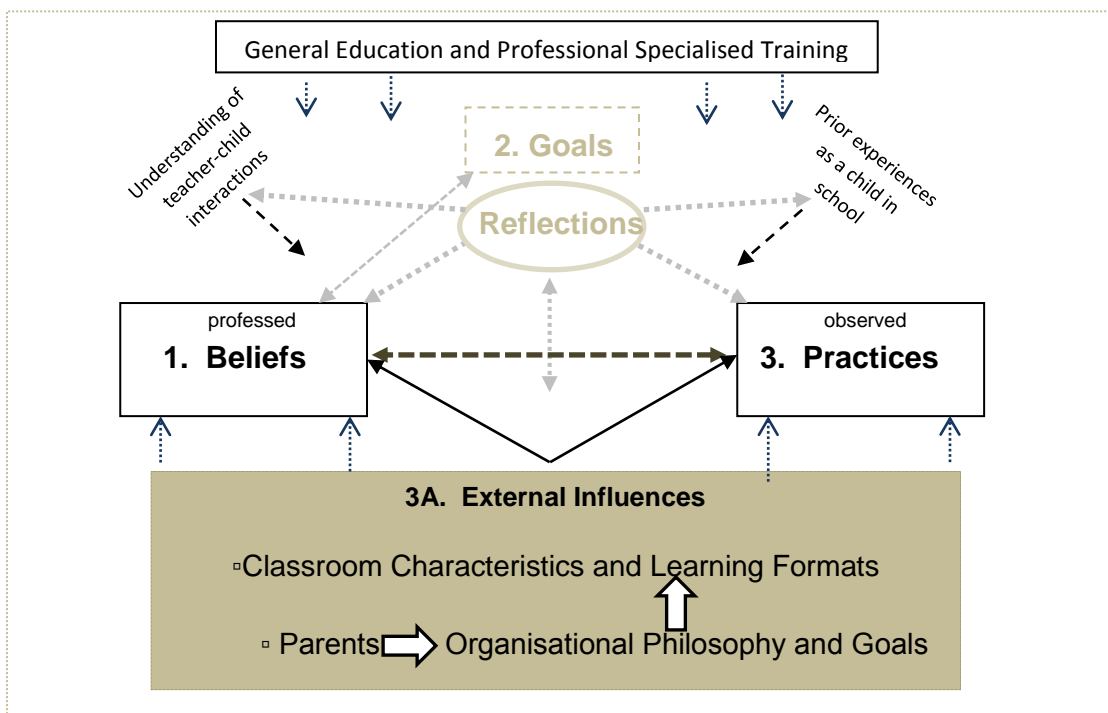 General Education and Professional Specialised Training
Understanding of
teacher-child
interactions
2. Goals
Reflections
Prior experiences
as a child in
school
professed
1. Beliefs
observed
3. Practices
3A. External Influences
▫Classroom Characteristics and Learning Formats
▫ Parents
Organisational Philosophy and Goals